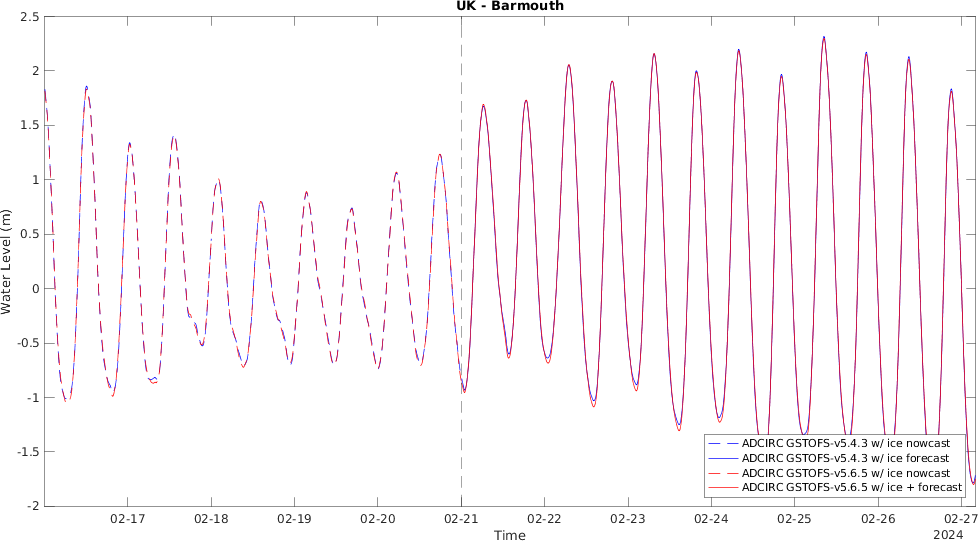 UK - Barmouth
2.5
2
1.5
1
0.5
0
-0.5
-1
-1.5
-2
Water Level (m)
ADCIRC GSTOFS-v5.4.3 w/ ice nowcast
ADCIRC GSTOFS-v5.4.3 w/ ice forecast
ADCIRC GSTOFS-v5.6.5 w/ ice nowcast
ADCIRC GSTOFS-v5.6.5 w/ ice + forecast
02-17 02-18 02-19 02-20 02-21 02-22 02-23 02-24 02-25 02-26 02-27
Time
2024